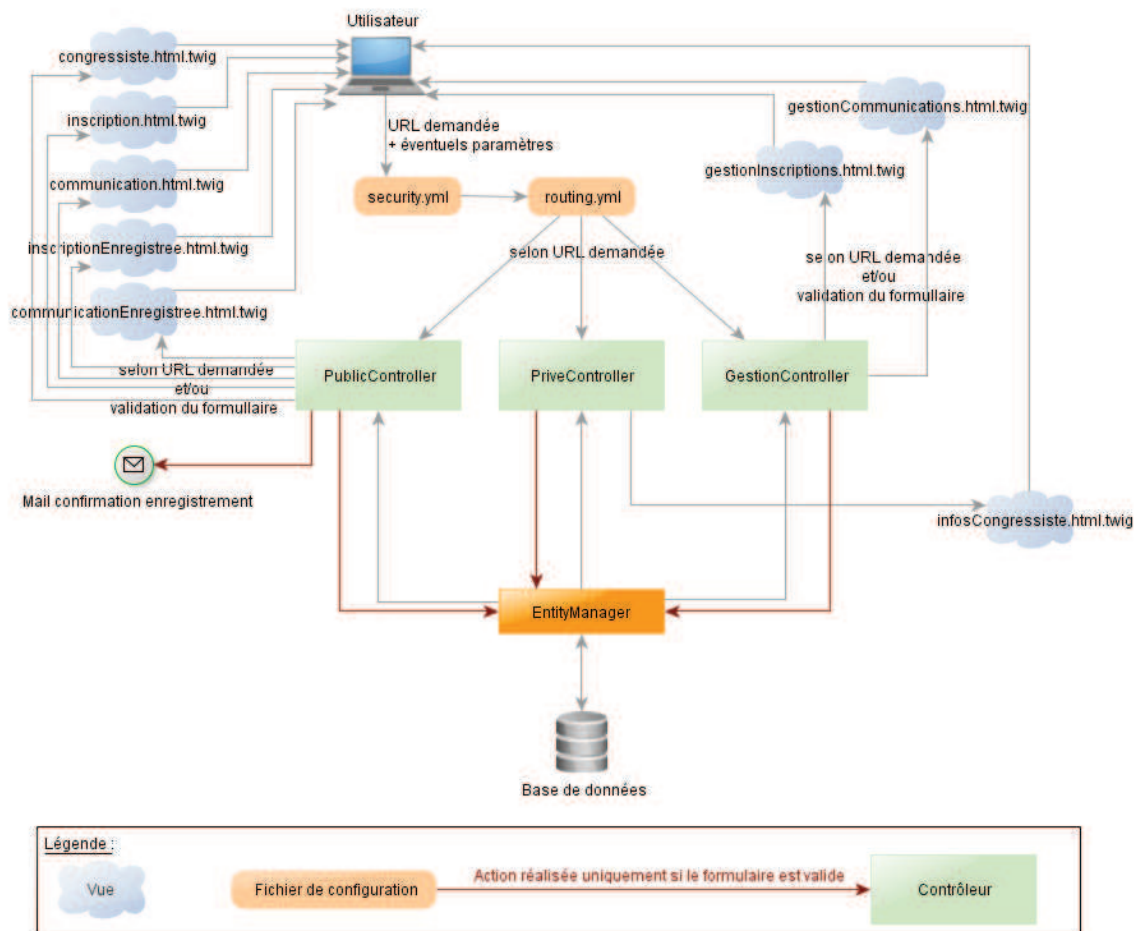 Utilisateur
congressiste.html.twig
inscription.html.twig
communication.html.twig
inscriptionEnregistree.html.twig
communicationEnregistree.html.twig
URL demandée
+ éventuels paramètres
gestionCommunications.html.twig
gestionInscriptions.html.twig
security.yml
routing.yml
selon URL demandée
selon URL demandée
et/ou
validation du formullaire
PublicController
PriveController
GestionController
selon URL demandée
et/ou
validation du formullaire
Mail confirmation enregistrement
infosCongressiste.html.twig
EntityManager
Base de données
Légende :
Vue
Fichier de configuration
Action réalisée uniquement si le formulaire est valide
Contrôleur